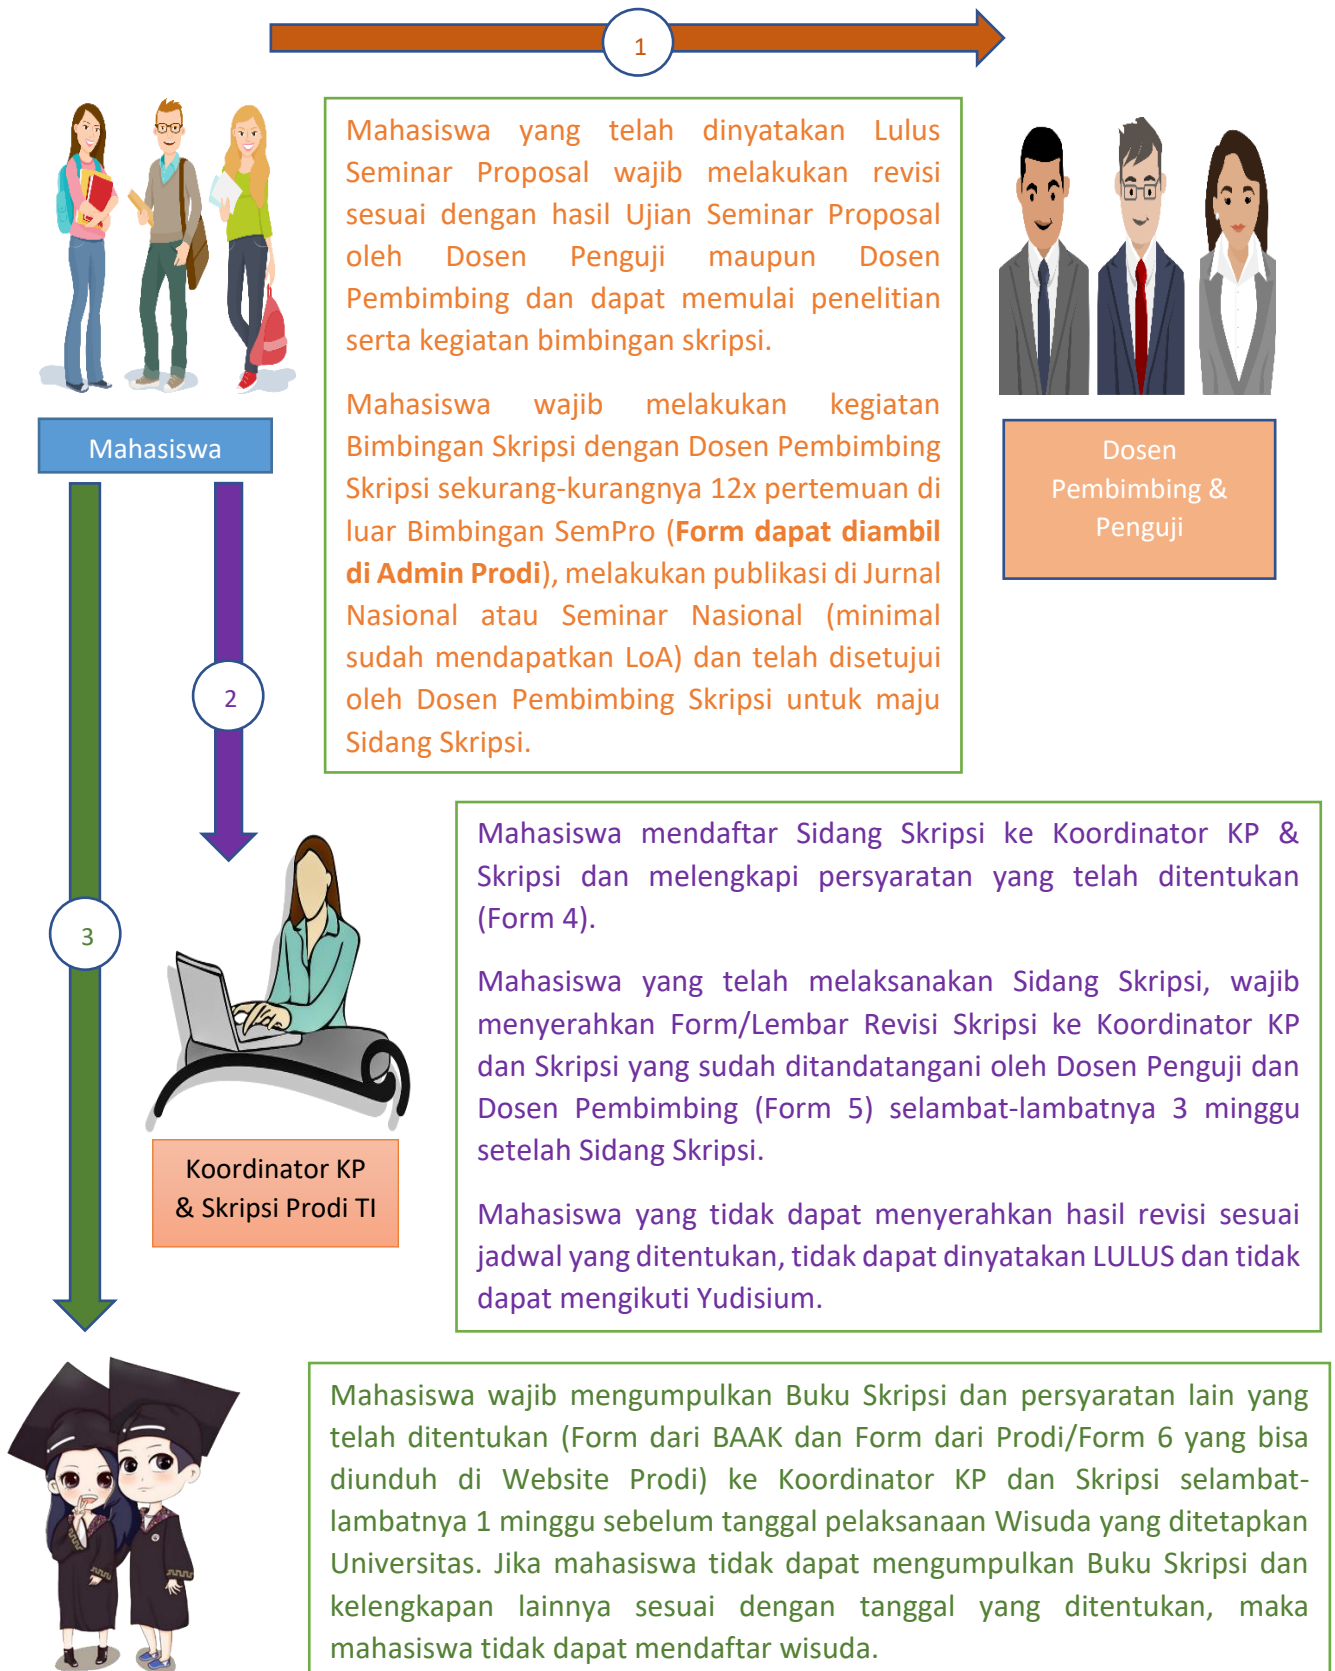 1
Mahasiswa yang telah dinyatakan Lulus
Seminar Proposal wajib melakukan revisi
sesuai dengan hasil Ujian Seminar Proposal
oleh Dosen Penguji maupun Dosen
Pembimbing dan dapat memulai penelitian
serta kegiatan bimbingan skripsi.
Mahasiswa wajib melakukan kegiatan
Bimbingan Skripsi dengan Dosen Pembimbing
Skripsi sekurang-kurangnya 12x pertemuan di
luar Bimbingan SemPro (Form dapat diambil
di Admin Prodi), melakukan publikasi di Jurnal
Nasional atau Seminar Nasional (minimal
sudah mendapatkan LoA) dan telah disetujui
oleh Dosen Pembimbing Skripsi untuk maju
Sidang Skripsi.
Mahasiswa
Dosen
Pembimbing &
Penguji
2
3
Mahasiswa mendaftar Sidang Skripsi ke Koordinator KP &
Skripsi dan melengkapi persyaratan yang telah ditentukan
(Form 4).
Mahasiswa yang telah melaksanakan Sidang Skripsi, wajib
menyerahkan Form/Lembar Revisi Skripsi ke Koordinator KP
dan Skripsi yang sudah ditandatangani oleh Dosen Penguji dan
Dosen Pembimbing (Form 5) selambat-lambatnya 3 minggu
setelah Sidang Skripsi.
Mahasiswa yang tidak dapat menyerahkan hasil revisi sesuai
jadwal yang ditentukan, tidak dapat dinyatakan LULUS dan tidak
dapat mengikuti Yudisium.
Koordinator KP
& Skripsi Prodi TI
Mahasiswa wajib mengumpulkan Buku Skripsi dan persyaratan lain yang
telah ditentukan (Form dari BAAK dan Form dari Prodi/Form 6 yang bisa
diunduh di Website Prodi) ke Koordinator KP dan Skripsi selambat-
lambatnya 1 minggu sebelum tanggal pelaksanaan Wisuda yang ditetapkan
Universitas. Jika mahasiswa tidak dapat mengumpulkan Buku Skripsi dan
kelengkapan lainnya sesuai dengan tanggal yang ditentukan, maka
mahasiswa tidak dapat mendaftar wisuda.